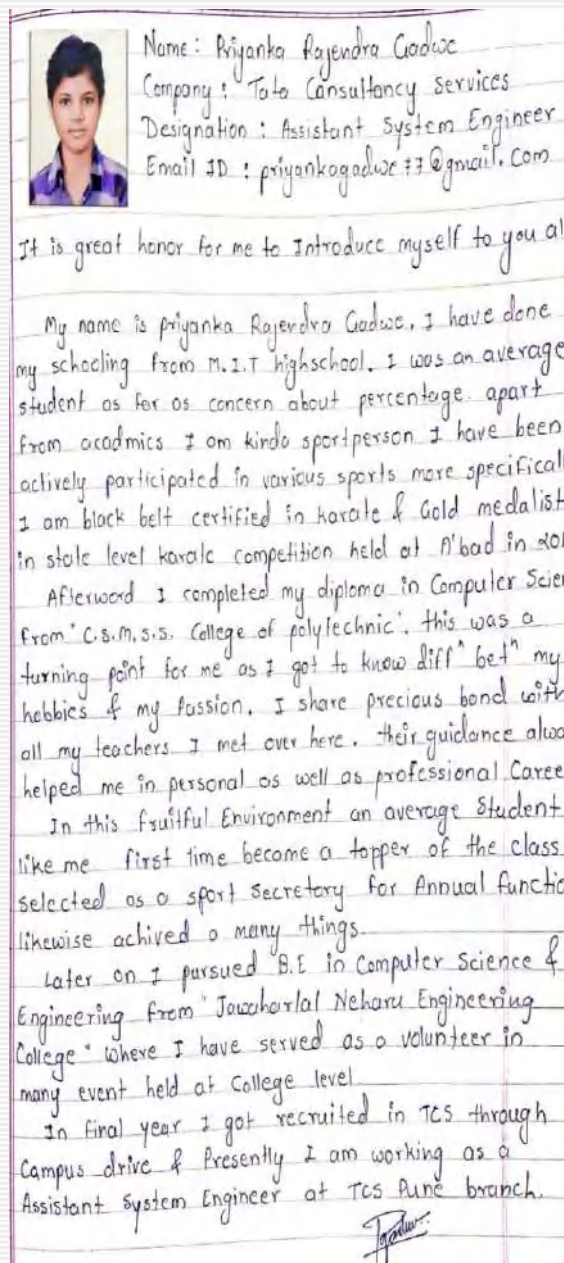 Name : Priyanka Rajendra Gadwe
Company : Tata Consultancy Services
Designation : Assistant System Engineer
Email ID : priyankagadwe77@gmail.com
It is great honor for me to Introduce myself to you al
My name is priyanka Rajendra Gadwe. I have done
my schooling from M.I.T highschool. I was an average
student as for as concern about percentage. apart
from acadmics I am kinda sportperson I have been
actively participated in various sports more specificall
I am black belt certified in karate & Gold medalist
in state level karate competition held at A'bad in 201
Afterword I completed my diploma in Computer Scien
from "C.S.M.S.S. College of polytechnic". this was a
turning point for me as I got to know diffⁿ betⁿ my
hobbies & my Passion. I share precious bond with
all my teachers I met over here. their guidance alwa
helped me in personal as well as professional Caree
In this fruitful Environment an average Student
like me first time become a topper of the class
selected as a sport secretary for Annual functio
likewise achived a many things.
Later on I pursued B.E in Computer Science &
Engineering from "Jawaharlal Neharu Engineering
College" where I have served as a volunteer in
many event held at College level
In final year I got recruited in TCS through
Campus drive & Presently I am working as a
Assistant System Engineer at TCS Pune branch.